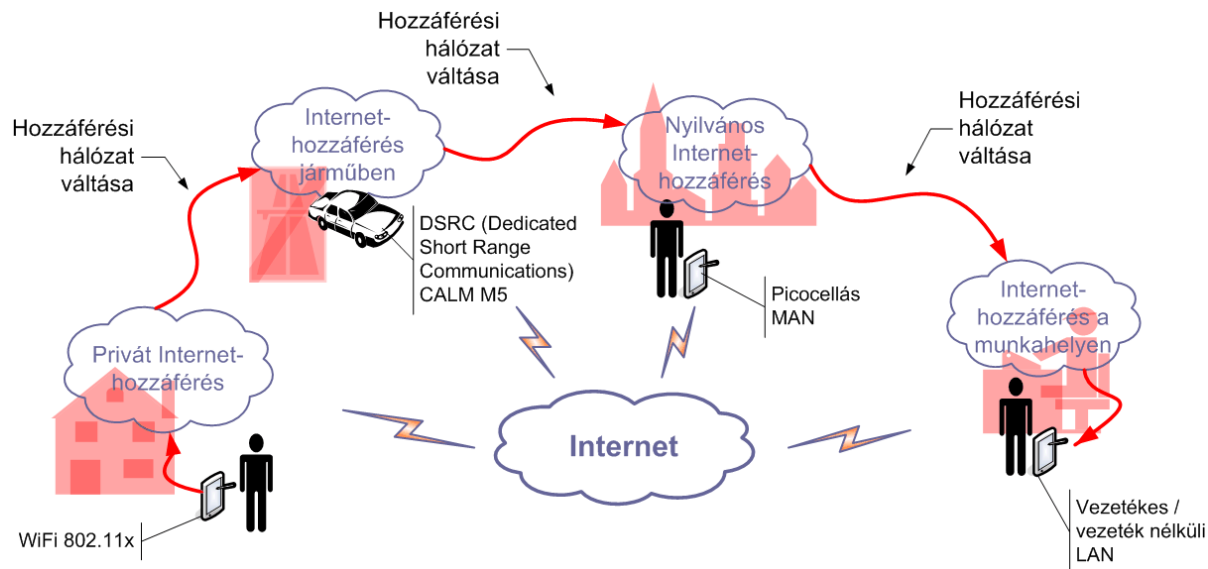 Hozzáférési
hálózat
váltása
Internet-
hozzáférés
járműben
Hozzáférési
hálózat
váltása
Nyilvános
Internet-
hozzáférés
Hozzáférési
hálózat
váltása
DSRC (Dedicated
Short Range
Communications)
CALM M5
Picocellás
MAN
Internet-
hozzáférés a
munkahelyen
Privát Internet-
hozzáférés
Internet
WiFi 802.11x
Vezetékes /
vezeték nélküli
LAN